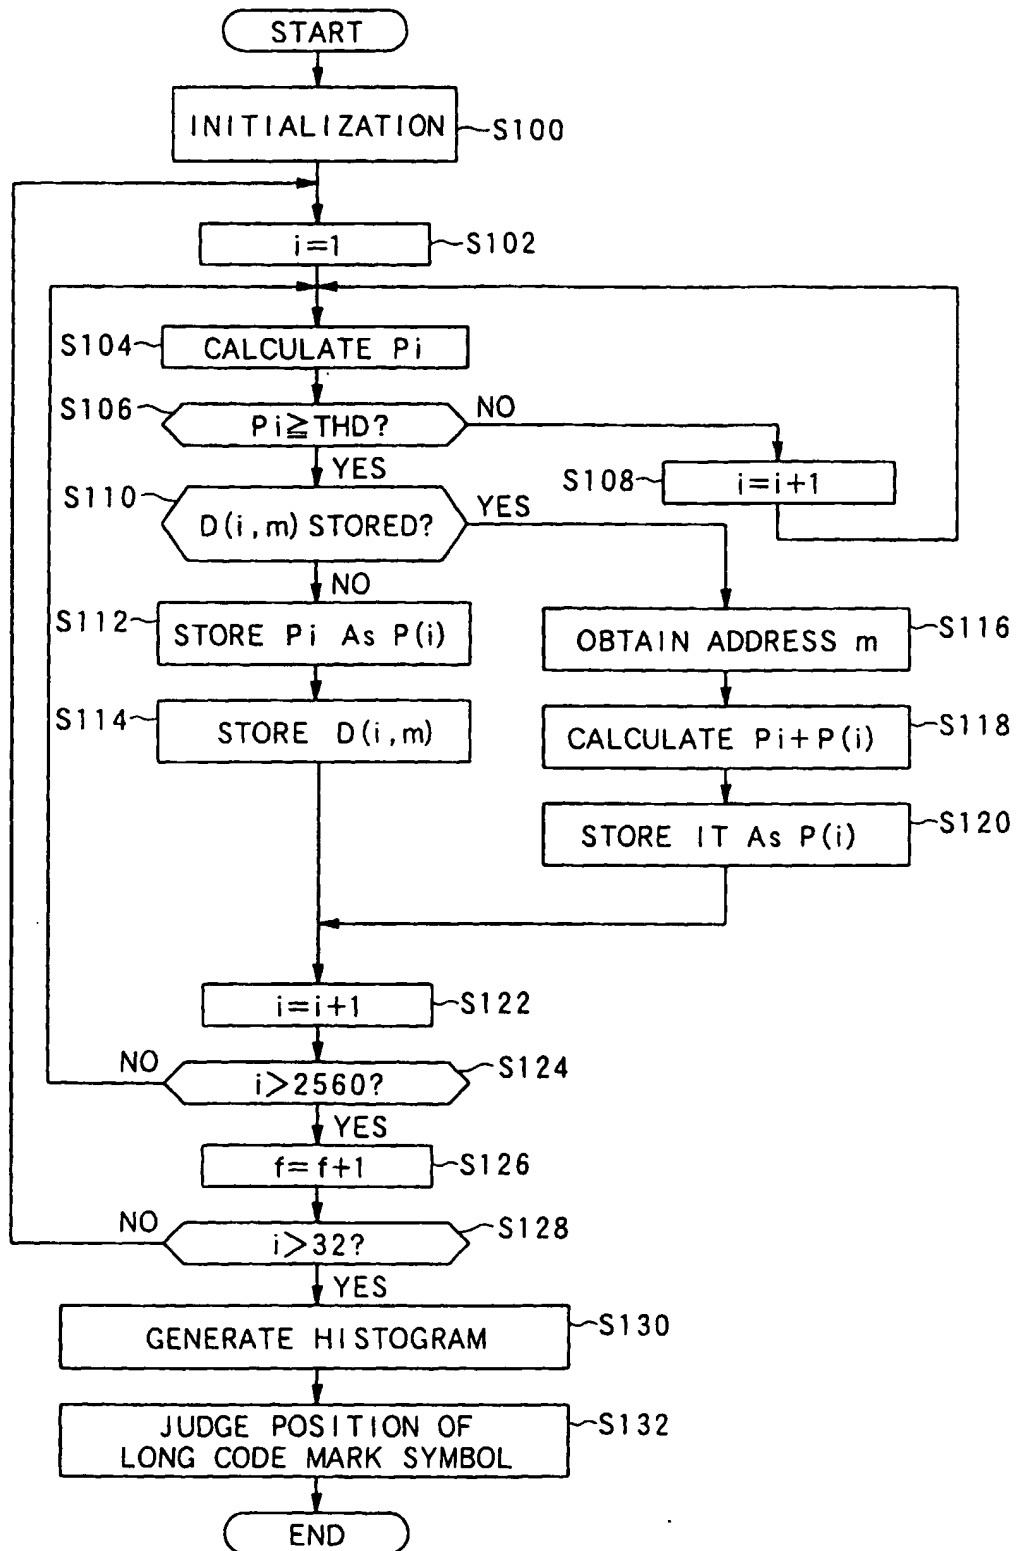 START
INITIALIZATION
S100
i=1
S102
S104
CALCULATE Pi
S106
Pi≧THD?
NO
YES
S108
i=i+1
S110
D(i,m) STORED?
YES
NO
S112
STORE Pi As P(i)
S116
OBTAIN ADDRESS m
S114
STORE D(i,m)
S118
CALCULATE Pi+P(i)
S120
STORE IT As P(i)
i=i+1
S122
NO
i>2560?
S124
YES
f=f+1
S126
NO
i>32?
S128
YES
GENERATE HISTOGRAM
S130
JUDGE POSITION OF
LONG CODE MARK SYMBOL
S132
END